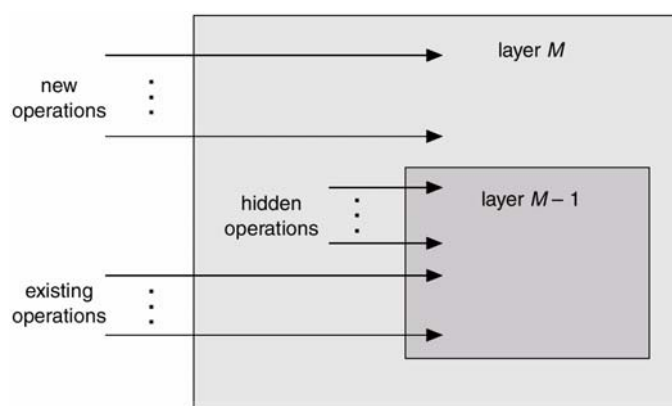 layer M
new
operations
layer M – 1
hidden
operations
existing
operations